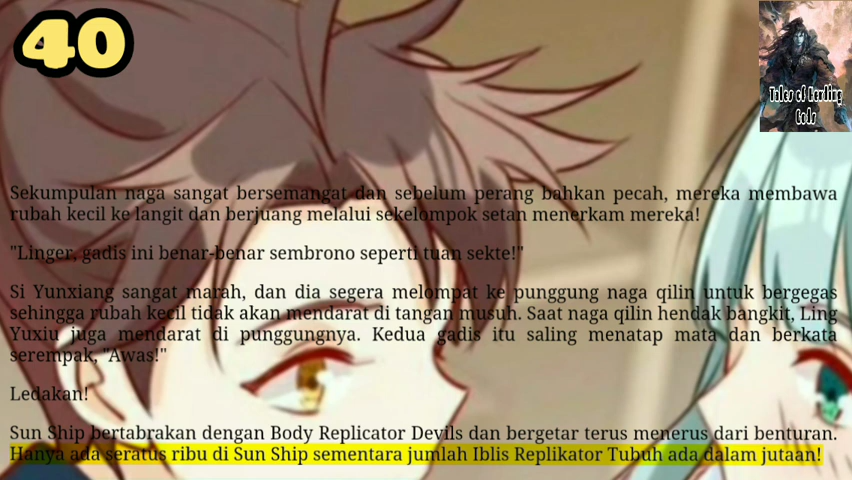 40
Tales of Herding
Gods
Sekumpulan naga sangat bersemangat dan sebelum perang bahkan pecah, mereka membawa
rubah kecil ke langit dan berjuang melalui sekelompok setan menerkam mereka!
"Linger, gadis ini benar-benar sembrono seperti tuan sekte!"
Si Yunxiang sangat marah, dan dia segera melompat ke punggung naga qilin untuk bergegas
sehingga rubah kecil tidak akan mendarat di tangan musuh. Saat naga qilin hendak bangkit, Ling
Yuxiu juga mendarat di punggungnya. Kedua gadis itu saling menatap mata dan berkata
serempak, "Awas!"
Ledakan!
Sun Ship bertabrakan dengan Body Replicator Devils dan bergetar terus menerus dari benturan.
Hanya ada seratus ribu di Sun Ship sementara jumlah Iblis Replikator Tubuh ada dalam jutaan!